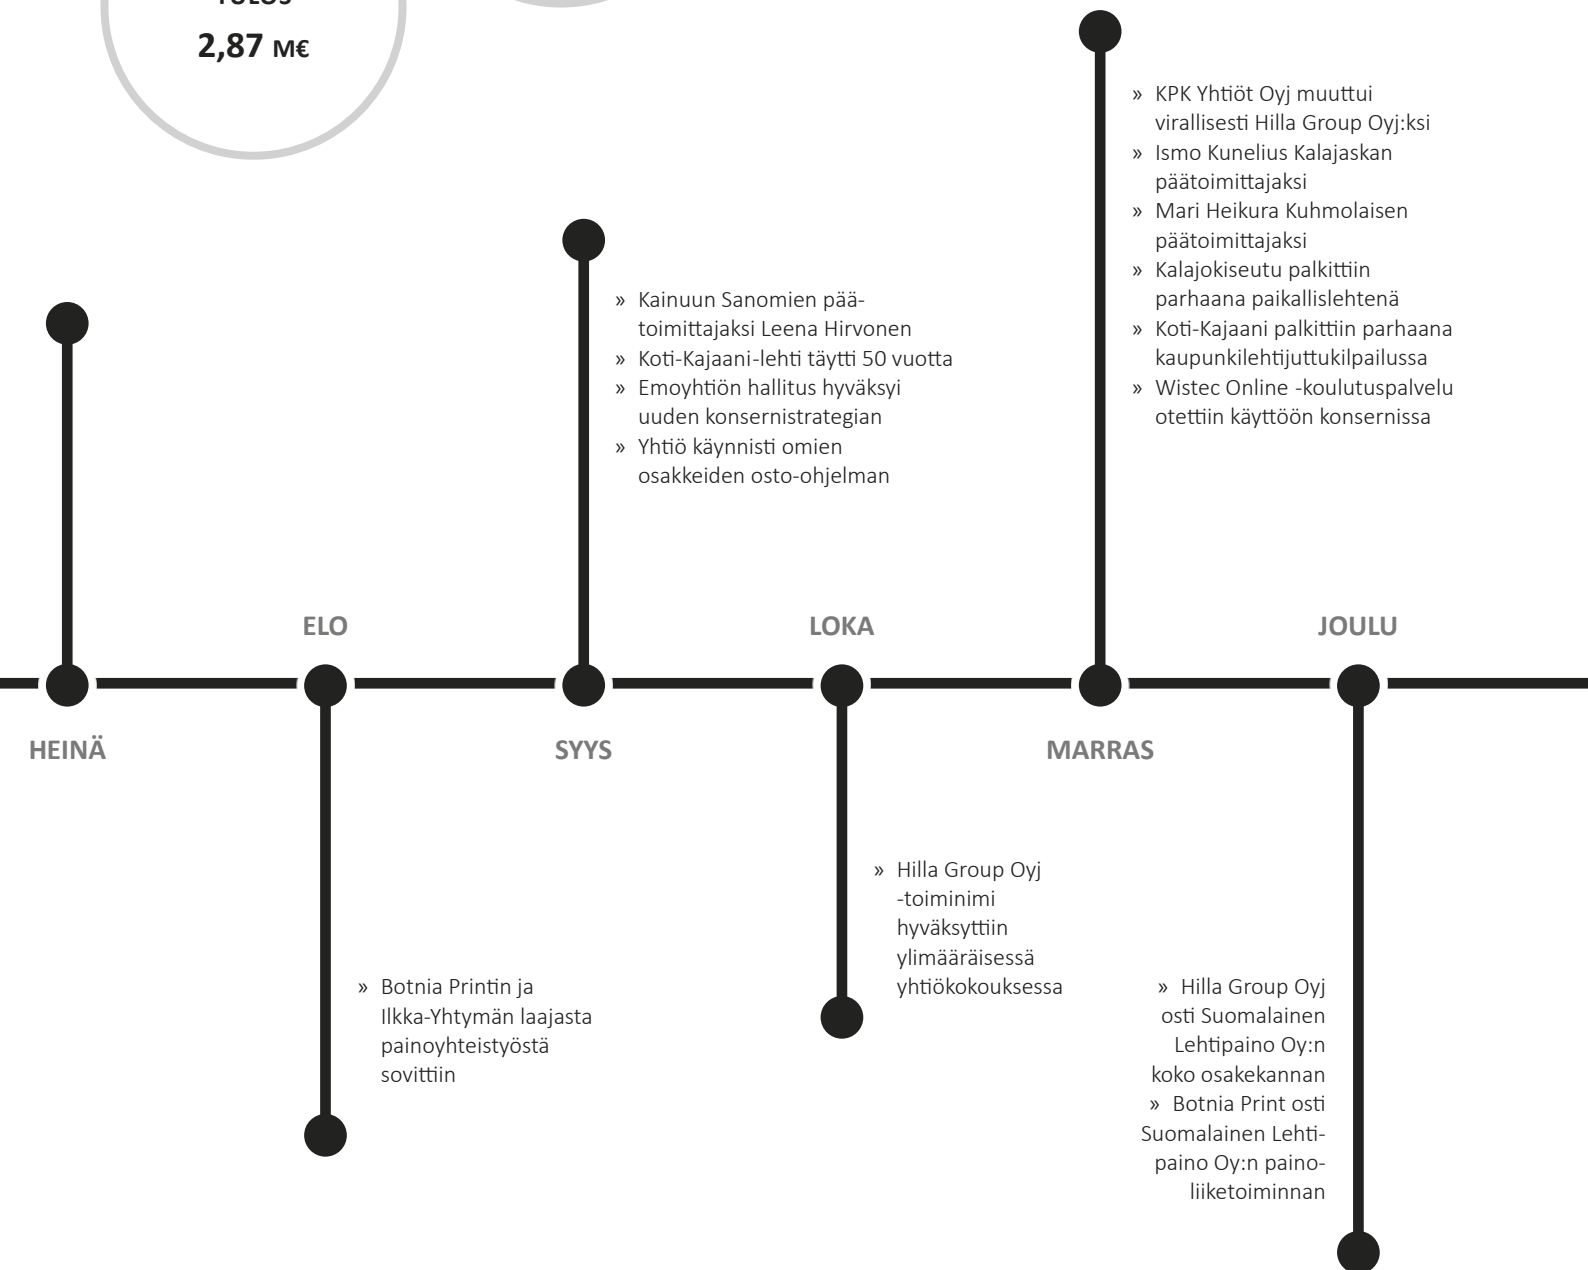 2,87 M€
» KPK Yhtiöt Oyj muuttui
virallisesti Hilla Group Oyj:ksi
» Ismo Kunelius Kalajaskan
päätoimittajaksi
» Mari Heikura Kuhmolaisen
päätoimittajaksi
» Kalajokiseutu palkittiin
parhaana paikallislehtenä
» Koti-Kajaani palkittiin parhaana
kaupunkilehtijuttukilpailussa
» Wistec Online -koulutuspalvelu
otettiin käyttöön konsernissa
» Kainuun Sanomien pää-
toimittajaksi Leena Hirvonen
» Koti-Kajaani-lehti täytti 50 vuotta
» Emoyhtiön hallitus hyväksyi
uuden konsernistrategian
» Yhtiö käynnisti omien
osakkeiden osto-ohjelman
ELO
LOKA
JOULU
HEINÄ
SYYS
MARRAS
» Hilla Group Oyj
-toiminimi
hyväksyttiin
ylimääräisessä
yhtiökokouksessa
» Botnia Printin ja
Ilkka-Yhtymän laajasta
painoyhteistyöstä
sovittiin
» Hilla Group Oyj
osti Suomalainen
Lehtipaino Oy:n
koko osakekannan
» Botnia Print osti
Suomalainen Lehti-
paino Oy:n paino-
liiketoiminnan